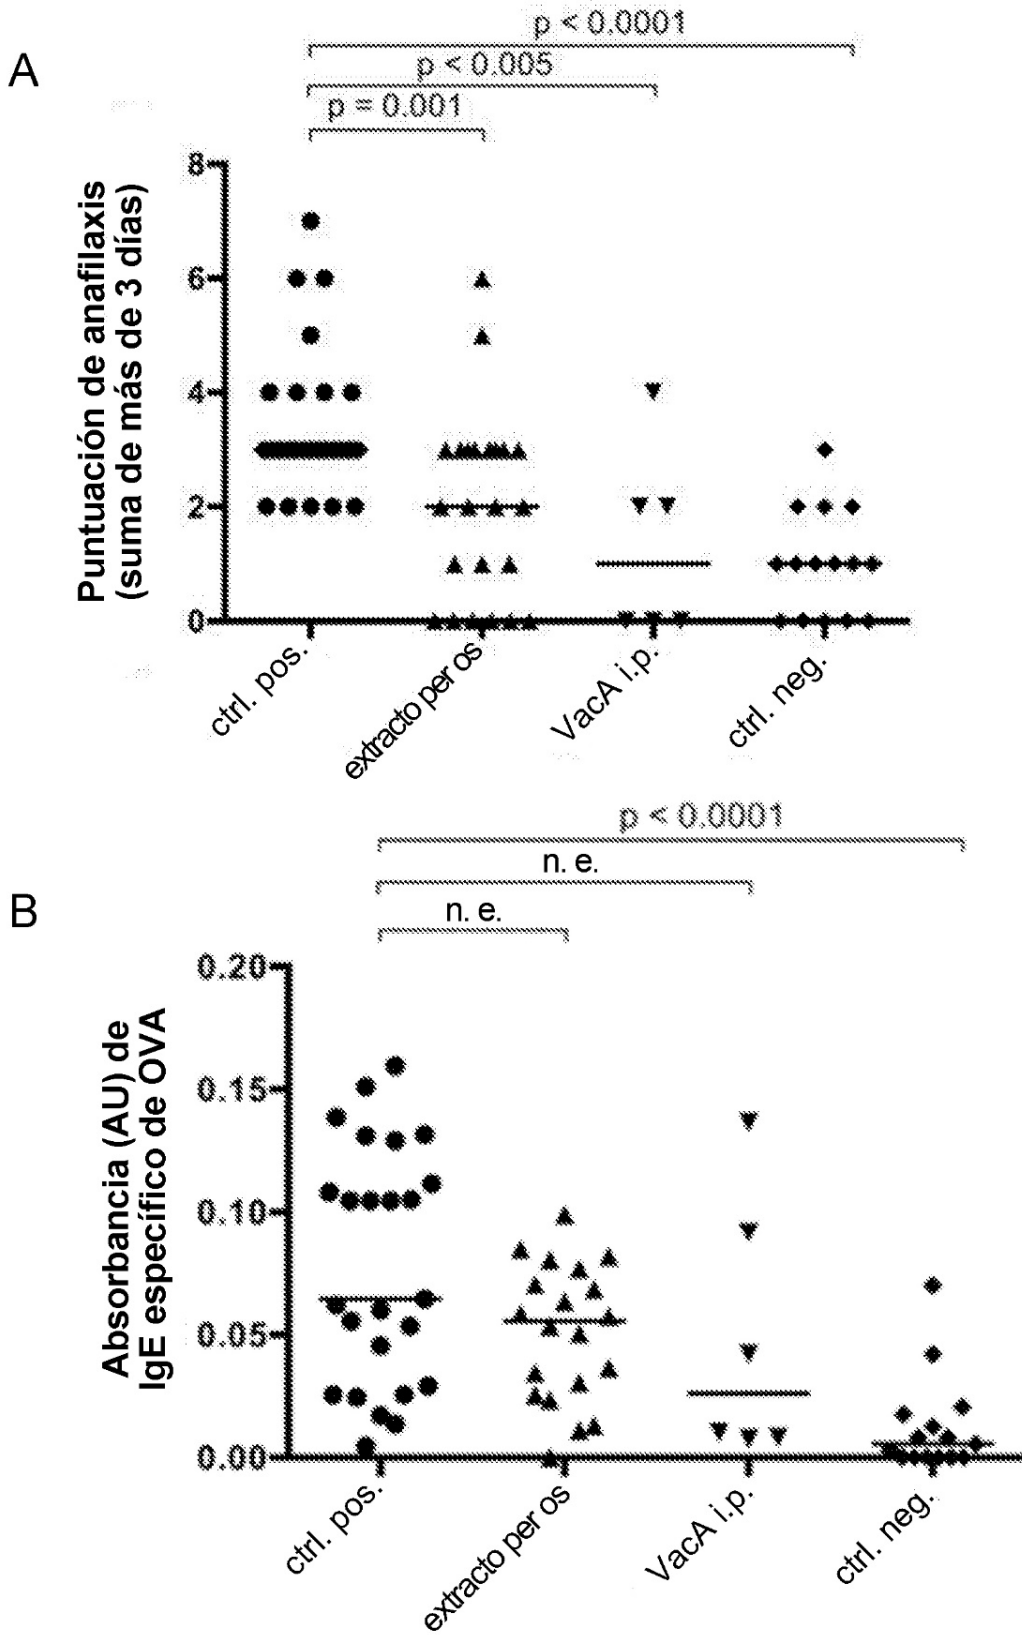 A
p < 0.0001
p < 0.005
p = 0.001
Puntuación de anafilaxis
(suma de más de 3 días)
8
6
4
2
0
ctrl. pos.
extracto per os
VacA i.p.
ctrl. neg.
B
p < 0.0001
n. e.
n. e.
Absorbancia (AU) de
IgE específico de OVA
0.20
0.15
0.10
0.05
0.00
ctrl. pos.
extracto per os
VacA i.p.
ctrl. neg.